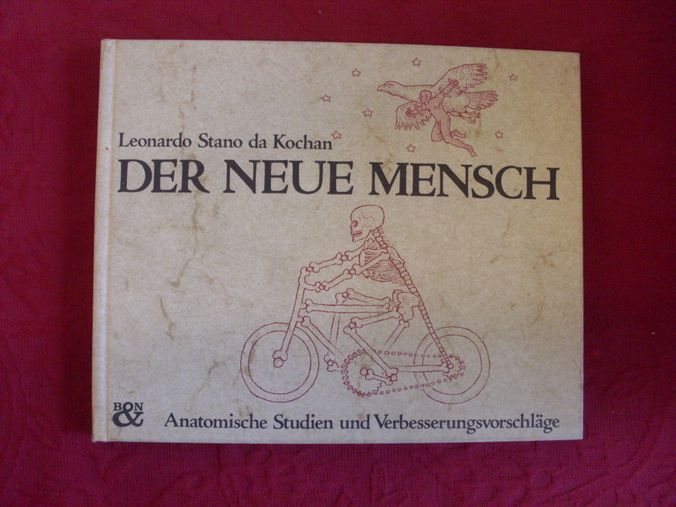 Leonardo Stano da Kochan
DER NEUE MENSCH
B&N
Anatomische Studien und Verbesserungsvorschläge